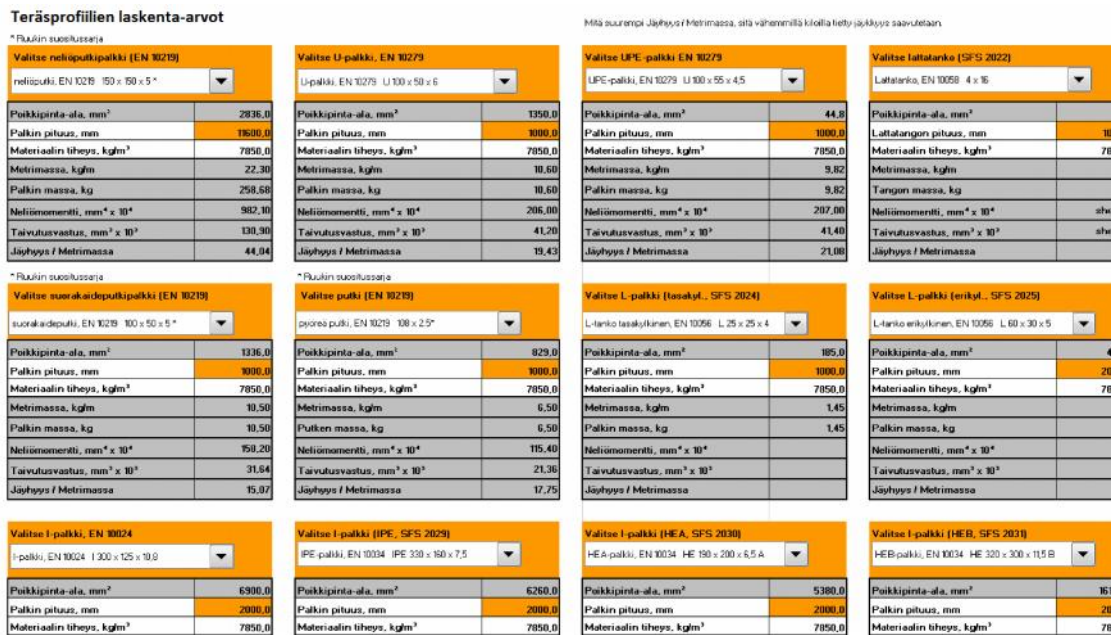 Teräsprofiilien laskenta-arvot
Mitä suurempi Jäyhyys / Metrimassa, sitä vähemmillä kiloilla tietty jäykkyys saavutetaan.
* Ruukin suositussarja
Valitse neliöputkipalkki (EN 10219)
neliöputki, EN 10219 150 x 150 x 5 *
Poikkipinta-ala, mm² 2836,0
Palkin pituus, mm 11600,0
Materiaalin tiheys, kg/m³ 7850,0
Metrimassa, kg/m 22,30
Palkin massa, kg 258,68
Neliömomentti, mm⁴ x 10⁴ 982,10
Taivutusvastus, mm³ x 10³ 130,90
Jäyhyys / Metrimassa 44,04
Valitse U-palkki, EN 10279
U-palkki, EN 10279 U 100 x 50 x 6
Poikkipinta-ala, mm² 1350,0
Palkin pituus, mm 1000,0
Materiaalin tiheys, kg/m³ 7850,0
Metrimassa, kg/m 10,60
Palkin massa, kg 10,60
Neliömomentti, mm⁴ x 10⁴ 206,00
Taivutusvastus, mm³ x 10³ 41,20
Jäyhyys / Metrimassa 19,43
Valitse UPE-palkki EN 10279
UPE-palkki, EN 10279 U 100 x 55 x 4,5
Poikkipinta-ala, mm² 44,8
Palkin pituus, mm 1000,0
Materiaalin tiheys, kg/m³ 7850,0
Metrimassa, kg/m 9,82
Palkin massa, kg 9,82
Neliömomentti, mm⁴ x 10⁴ 207,00
Taivutusvastus, mm³ x 10³ 41,40
Jäyhyys / Metrimassa 21,08
Valitse lattatanko (SFS 2022)
Lattatanko, EN 10058 4 x 16
Poikkipinta-ala, mm²
Lattatangon pituus, mm 10
Materiaalin tiheys, kg/m³ 78
Metrimassa, kg/m
Tangon massa, kg
Neliömomentti, mm⁴ x 10⁴ she
Taivutusvastus, mm³ x 10³ she
Jäyhyys / Metrimassa
* Ruukin suositussarja
Valitse suorakaideputkipalkki (EN 10219)
suorakaideputki, EN 10219 100 x 50 x 5 *
Poikkipinta-ala, mm² 1336,0
Palkin pituus, mm 1000,0
Materiaalin tiheys, kg/m³ 7850,0
Metrimassa, kg/m 10,50
Palkin massa, kg 10,50
Neliömomentti, mm⁴ x 10⁴ 158,20
Taivutusvastus, mm³ x 10³ 31,64
Jäyhyys / Metrimassa 15,07
* Ruukin suositussarja
Valitse putki (EN 10219)
pyöreä putki, EN 10219 108 x 2.5*
Poikkipinta-ala, mm² 829,0
Palkin pituus, mm 1000,0
Materiaalin tiheys, kg/m³ 7850,0
Metrimassa, kg/m 6,50
Putken massa, kg 6,50
Neliömomentti, mm⁴ x 10⁴ 115,40
Taivutusvastus, mm³ x 10³ 21,36
Jäyhyys / Metrimassa 17,75
Valitse L-palkki (tasakyl., SFS 2024)
L-tanko tasakylkinen, EN 10056 L 25 x 25 x 4
Poikkipinta-ala, mm² 185,0
Palkin pituus, mm 1000,0
Materiaalin tiheys, kg/m³ 7850,0
Metrimassa, kg/m 1,45
Palkin massa, kg 1,45
Neliömomentti, mm⁴ x 10⁴
Taivutusvastus, mm³ x 10³
Jäyhyys / Metrimassa
Valitse L-palkki (erikyl., SFS 2025)
L-tanko erikylkinen, EN 10056 L 60 x 30 x 5
Poikkipinta-ala, mm² 4
Palkin pituus, mm 20
Materiaalin tiheys, kg/m³ 78
Metrimassa, kg/m
Palkin massa, kg
Neliömomentti, mm⁴ x 10⁴
Taivutusvastus, mm³ x 10³
Jäyhyys / Metrimassa
Valitse I-palkki, EN 10024
I-palkki, EN 10024 I 300 x 125 x 10,8
Poikkipinta-ala, mm² 6900,0
Palkin pituus, mm 2000,0
Materiaalin tiheys, kg/m³ 7850,0
Valitse I-palkki (IPE, SFS 2029)
IPE-palkki, EN 10034 IPE 330 x 160 x 7,5
Poikkipinta-ala, mm² 6260,0
Palkin pituus, mm 2000,0
Materiaalin tiheys, kg/m³ 7850,0
Valitse I-palkki (HEA, SFS 2030)
HEA-palkki, EN 10034 HE 190 x 200 x 6,5 A
Poikkipinta-ala, mm² 5380,0
Palkin pituus, mm 2000,0
Materiaalin tiheys, kg/m³ 7850,0
Valitse I-palkki (HEB, SFS 2031)
HEB-palkki, EN 10034 HE 320 x 300 x 11,5 B
Poikkipinta-ala, mm² 161
Palkin pituus, mm 20
Materiaalin tiheys, kg/m³ 78